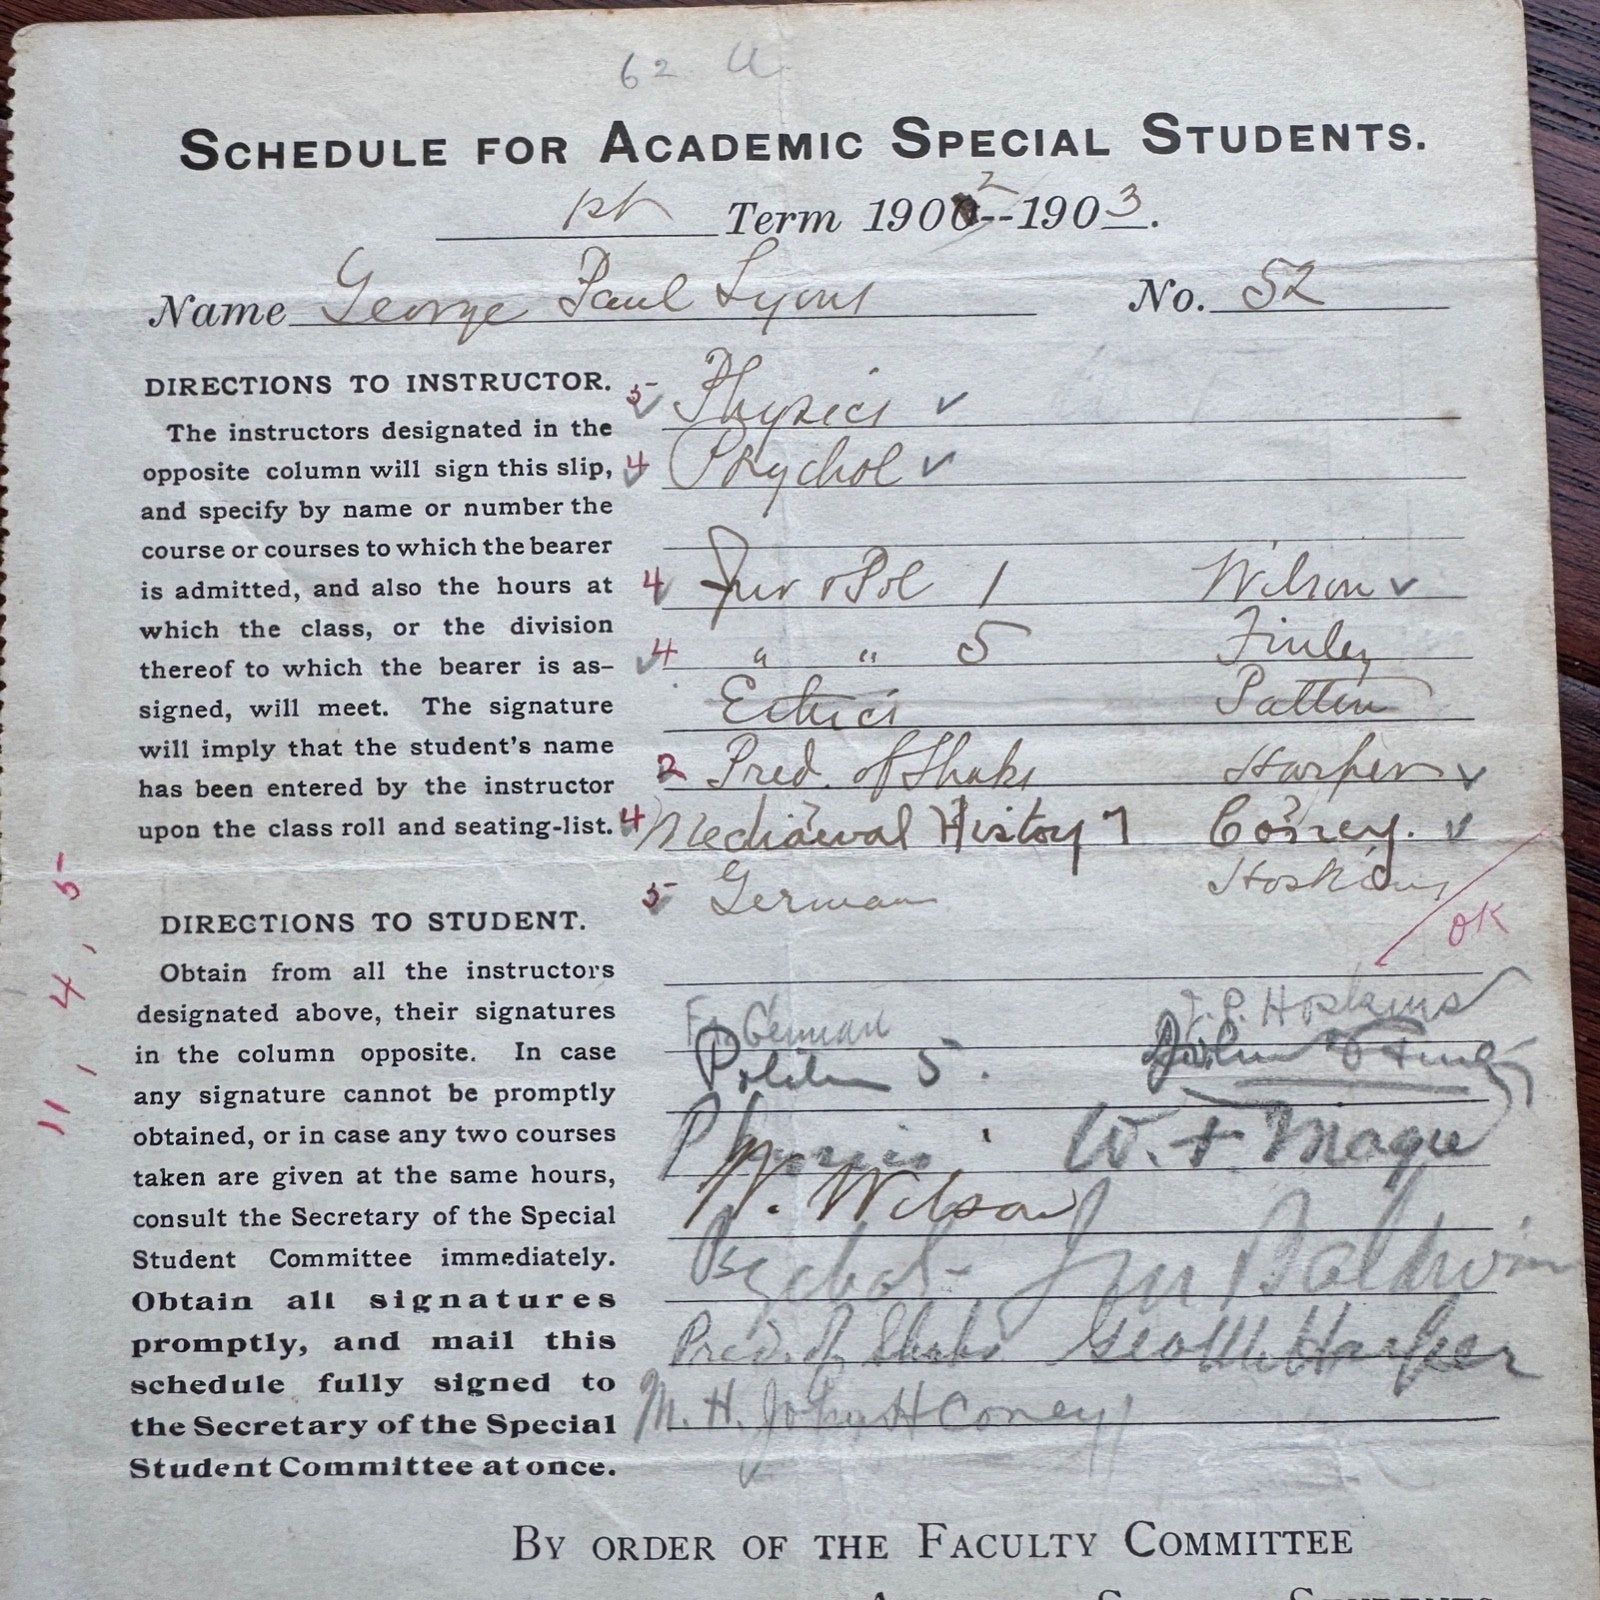 62. a
SCHEDULE FOR ACADEMIC SPECIAL STUDENTS.
1st Term 1902--1903.
Name George Paul Lyons No. 52
DIRECTIONS TO INSTRUCTOR.
The instructors designated in the
opposite column will sign this slip,
and specify by name or number the
course or courses to which the bearer
is admitted, and also the hours at
which the class, or the division
thereof to which the bearer is as-
signed, will meet. The signature
will imply that the student's name
has been entered by the instructor
upon the class roll and seating-list.
5 Physics ✓
4 Psychol ✓
4 Jur & Pol 1 Wilson ✓
4 " " 5 Finley
Ethics Patton
2 Pred. of Shaks Harper ✓
4 Mediaeval History 7 Coney. ✓
5 German Hoskins
OK
11, 4, 5
DIRECTIONS TO STUDENT.
Obtain from all the instructors
designated above, their signatures
in the column opposite. In case
any signature cannot be promptly
obtained, or in case any two courses
taken are given at the same hours,
consult the Secretary of the Special
Student Committee immediately.
Obtain all signatures
promptly, and mail this
schedule fully signed to
the Secretary of the Special
Student Committee at once.
German J. P. Hoskins
5. John Finley
Physics W. F. Magie
W. Wilson
Psychol- J M Baldwin
Pred. of Shaks. Geo M Harper
M. H. John H Coney
BY ORDER OF THE FACULTY COMMITTEE